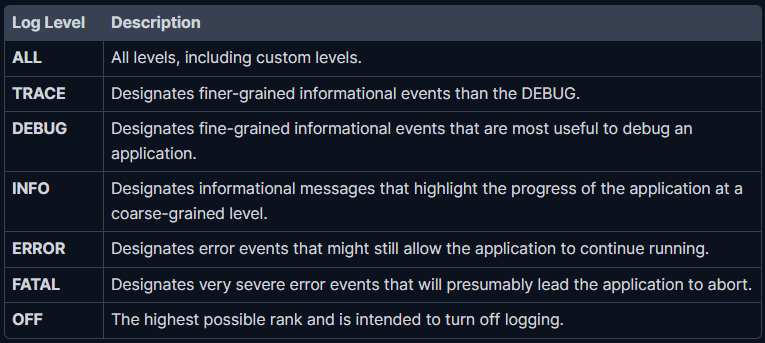 Log Level Description
ALL All levels, including custom levels.
TRACE Designates finer-grained informational events than the DEBUG.
DEBUG Designates fine-grained informational events that are most useful to debug an
application.
INFO Designates informational messages that highlight the progress of the application at a
coarse-grained level.
ERROR Designates error events that might still allow the application to continue running.
FATAL Designates very severe error events that will presumably lead the application to abort.
OFF The highest possible rank and is intended to turn off logging.